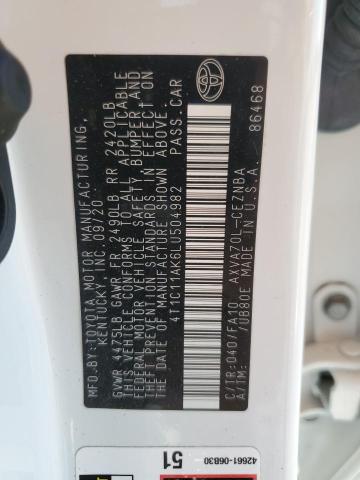 MFD.BY:TOYOTA MOTOR MANUFACTURING,
KENTUCKY,INC. 09/20
GVWR 4475LB GAWR FR 2490LB RR 2420LB
THIS VEHICLE CONFORMS TO ALL APPLICABLE
FEDERAL MOTOR VEHICLE SAFETY, BUMPER AND
THEFT PREVENTION STANDARDS IN EFFECT ON
THE DATE OF MANUFACTURE SHOWN ABOVE.
4T1C11AK6LU504982 PASS.CAR
C/TR:040/FA10 AXVA70L-CEZNBA
A/TM: /UB80E MADE IN U.S.A.
86468
42661-06B30
51